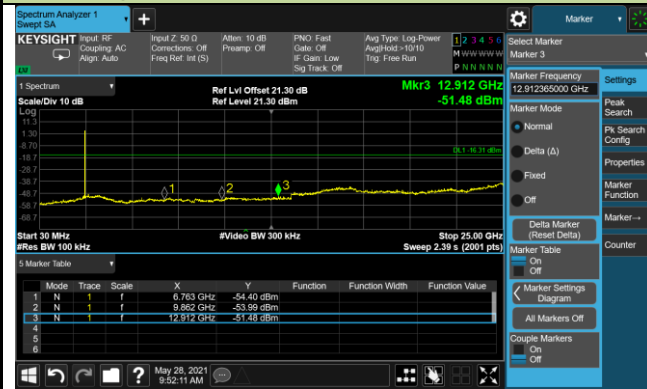 Spectrum Analyzer 1
Swept SA
Marker
KEYSIGHT
Input: RF
Coupling: AC
Align: Auto
Input Z: 50 Ω
Corrections: Off
Freq Ref: Int (S)
Atten: 10 dB
Preamp: Off
PNO: Fast
Gate: Off
IF Gain: Low
Sig Track: Off
Avg Type: Log-Power
Avg|Hold:>10/10
Trig: Free Run
1 2 3 4 5 6
M W W W W W
P N N N N N
LXI
Select Marker
Marker 3
1 Spectrum
Scale/Div 10 dB
Ref Lvl Offset 21.30 dB
Ref Level 21.30 dBm
Mkr3 12.912 GHz
-51.48 dBm
Log
11.3
1.30
-8.70
-18.7
-28.7
-38.7
-48.7
-58.7
-68.7
DL1 -16.31 dBm
1
2
3
Start 30 MHz
#Res BW 100 kHz
#Video BW 300 kHz
Stop 25.00 GHz
Sweep 2.39 s (2001 pts)
5 Marker Table
Mode Trace Scale X Y Function Function Width Function Value
1 N 1 f 6.763 GHz -54.40 dBm
2 N 1 f 9.862 GHz -53.99 dBm
3 N 1 f 12.912 GHz -51.48 dBm
4
5
6
Marker Frequency
12.912365000 GHz
Marker Mode
Normal
Delta (Δ)
Fixed
Off
Delta Marker
(Reset Delta)
Marker Table
On
Off
Marker Settings
Diagram
All Markers Off
Couple Markers
On
Off
Settings
Peak
Search
Pk Search
Config
Properties
Marker
Function
Marker→
Counter
May 28, 2021
9:52:11 AM